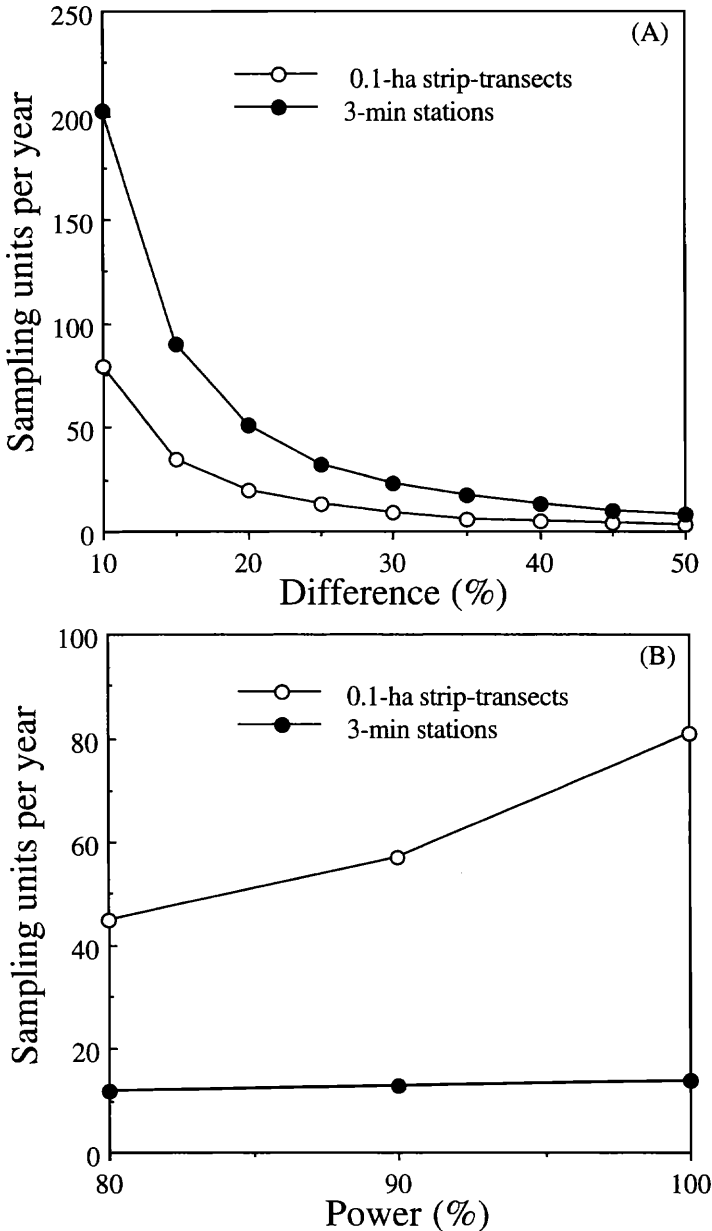 (A)
0.1-ha strip-transects
3-min stations
Sampling units per year
250
200
150
100
50
0
10 20 30 40 50
Difference (%)
(B)
0.1-ha strip-transects
3-min stations
Sampling units per year
100
80
60
40
20
0
80 90 100
Power (%)